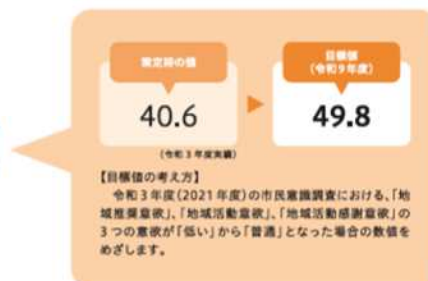 策定時の値
目標値
(令和9年度)
40.6
49.8
(令和3年度実績)
【目標値の考え方】
令和3年度(2021年度)の市民意識調査における、「地
域推奨意欲」、「地域活動意欲」、「地域活動感謝意欲」の
3つの意欲が「低い」から「普通」となった場合の数値を
めざします。